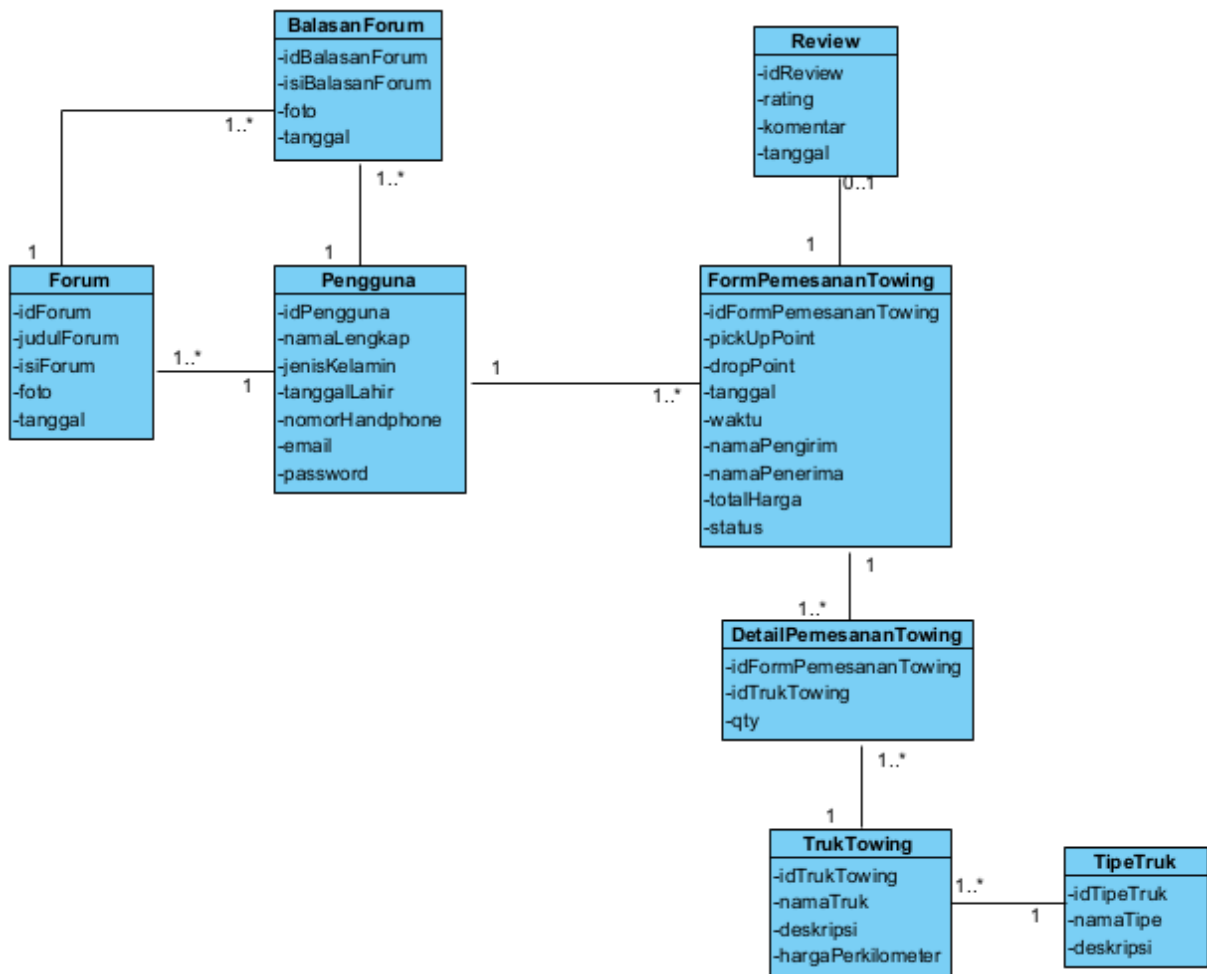 BalasanForum
-idBalasanForum
-isiBalasanForum
-foto
-tanggal
1..*
1..*
Review
-idReview
-rating
-komentar
-tanggal
0..1
1
1
1
Forum
-idForum
-judulForum
-isiForum
-foto
-tanggal
1..*
1
Pengguna
-idPengguna
-namaLengkap
-jenisKelamin
-tanggalLahir
-nomorHandphone
-email
-password
1
1..*
FormPemesananTowing
-idFormPemesananTowing
-pickUpPoint
-dropPoint
-tanggal
-waktu
-namaPengirim
-namaPenerima
-totalHarga
-status
1
1..*
DetailPemesananTowing
-idFormPemesananTowing
-idTrukTowing
-qty
1..*
1
TrukTowing
-idTrukTowing
-namaTruk
-deskripsi
-hargaPerkilometer
1..*
1
TipeTruk
-idTipeTruk
-namaTipe
-deskripsi